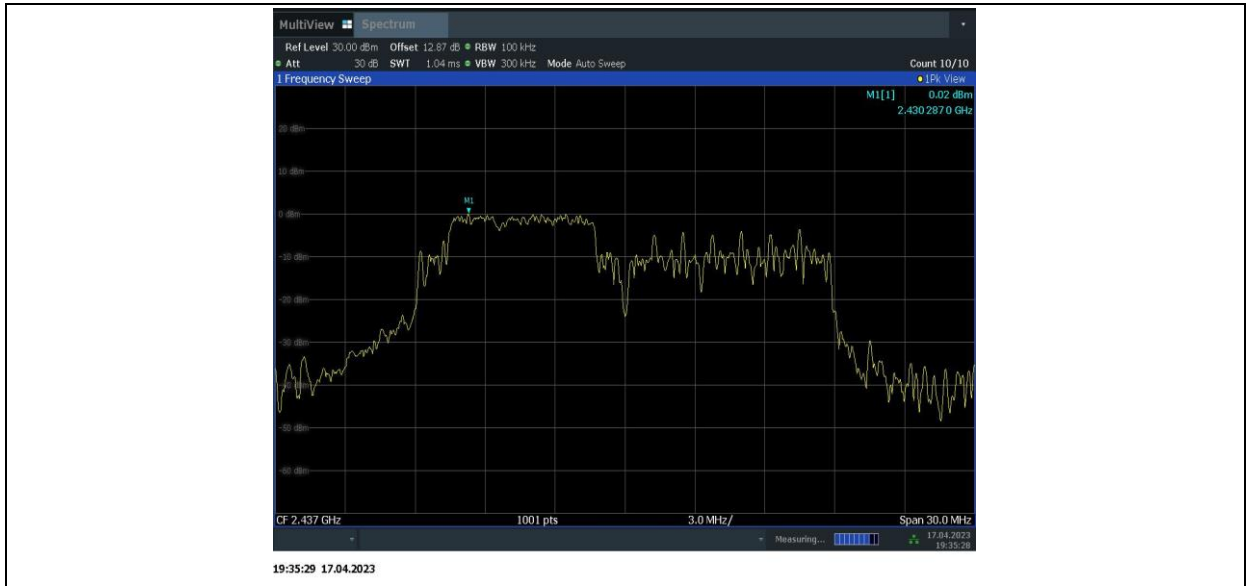 MultiView Spectrum
Ref Level 30.00 dBm Offset 12.87 dB RBW 100 kHz
Att 30 dB SWT 1.04 ms VBW 300 kHz Mode Auto Sweep Count 10/10
1 Frequency Sweep 1Pk View
M1[1] 0.02 dBm
2.430 287 0 GHz
20 dBm
10 dBm
M1
0 dBm
-10 dBm
-20 dBm
-30 dBm
-40 dBm
-50 dBm
-60 dBm
CF 2.437 GHz 1001 pts 3.0 MHz/ Span 30.0 MHz
Measuring... 17.04.2023
19:35:28
19:35:29 17.04.2023